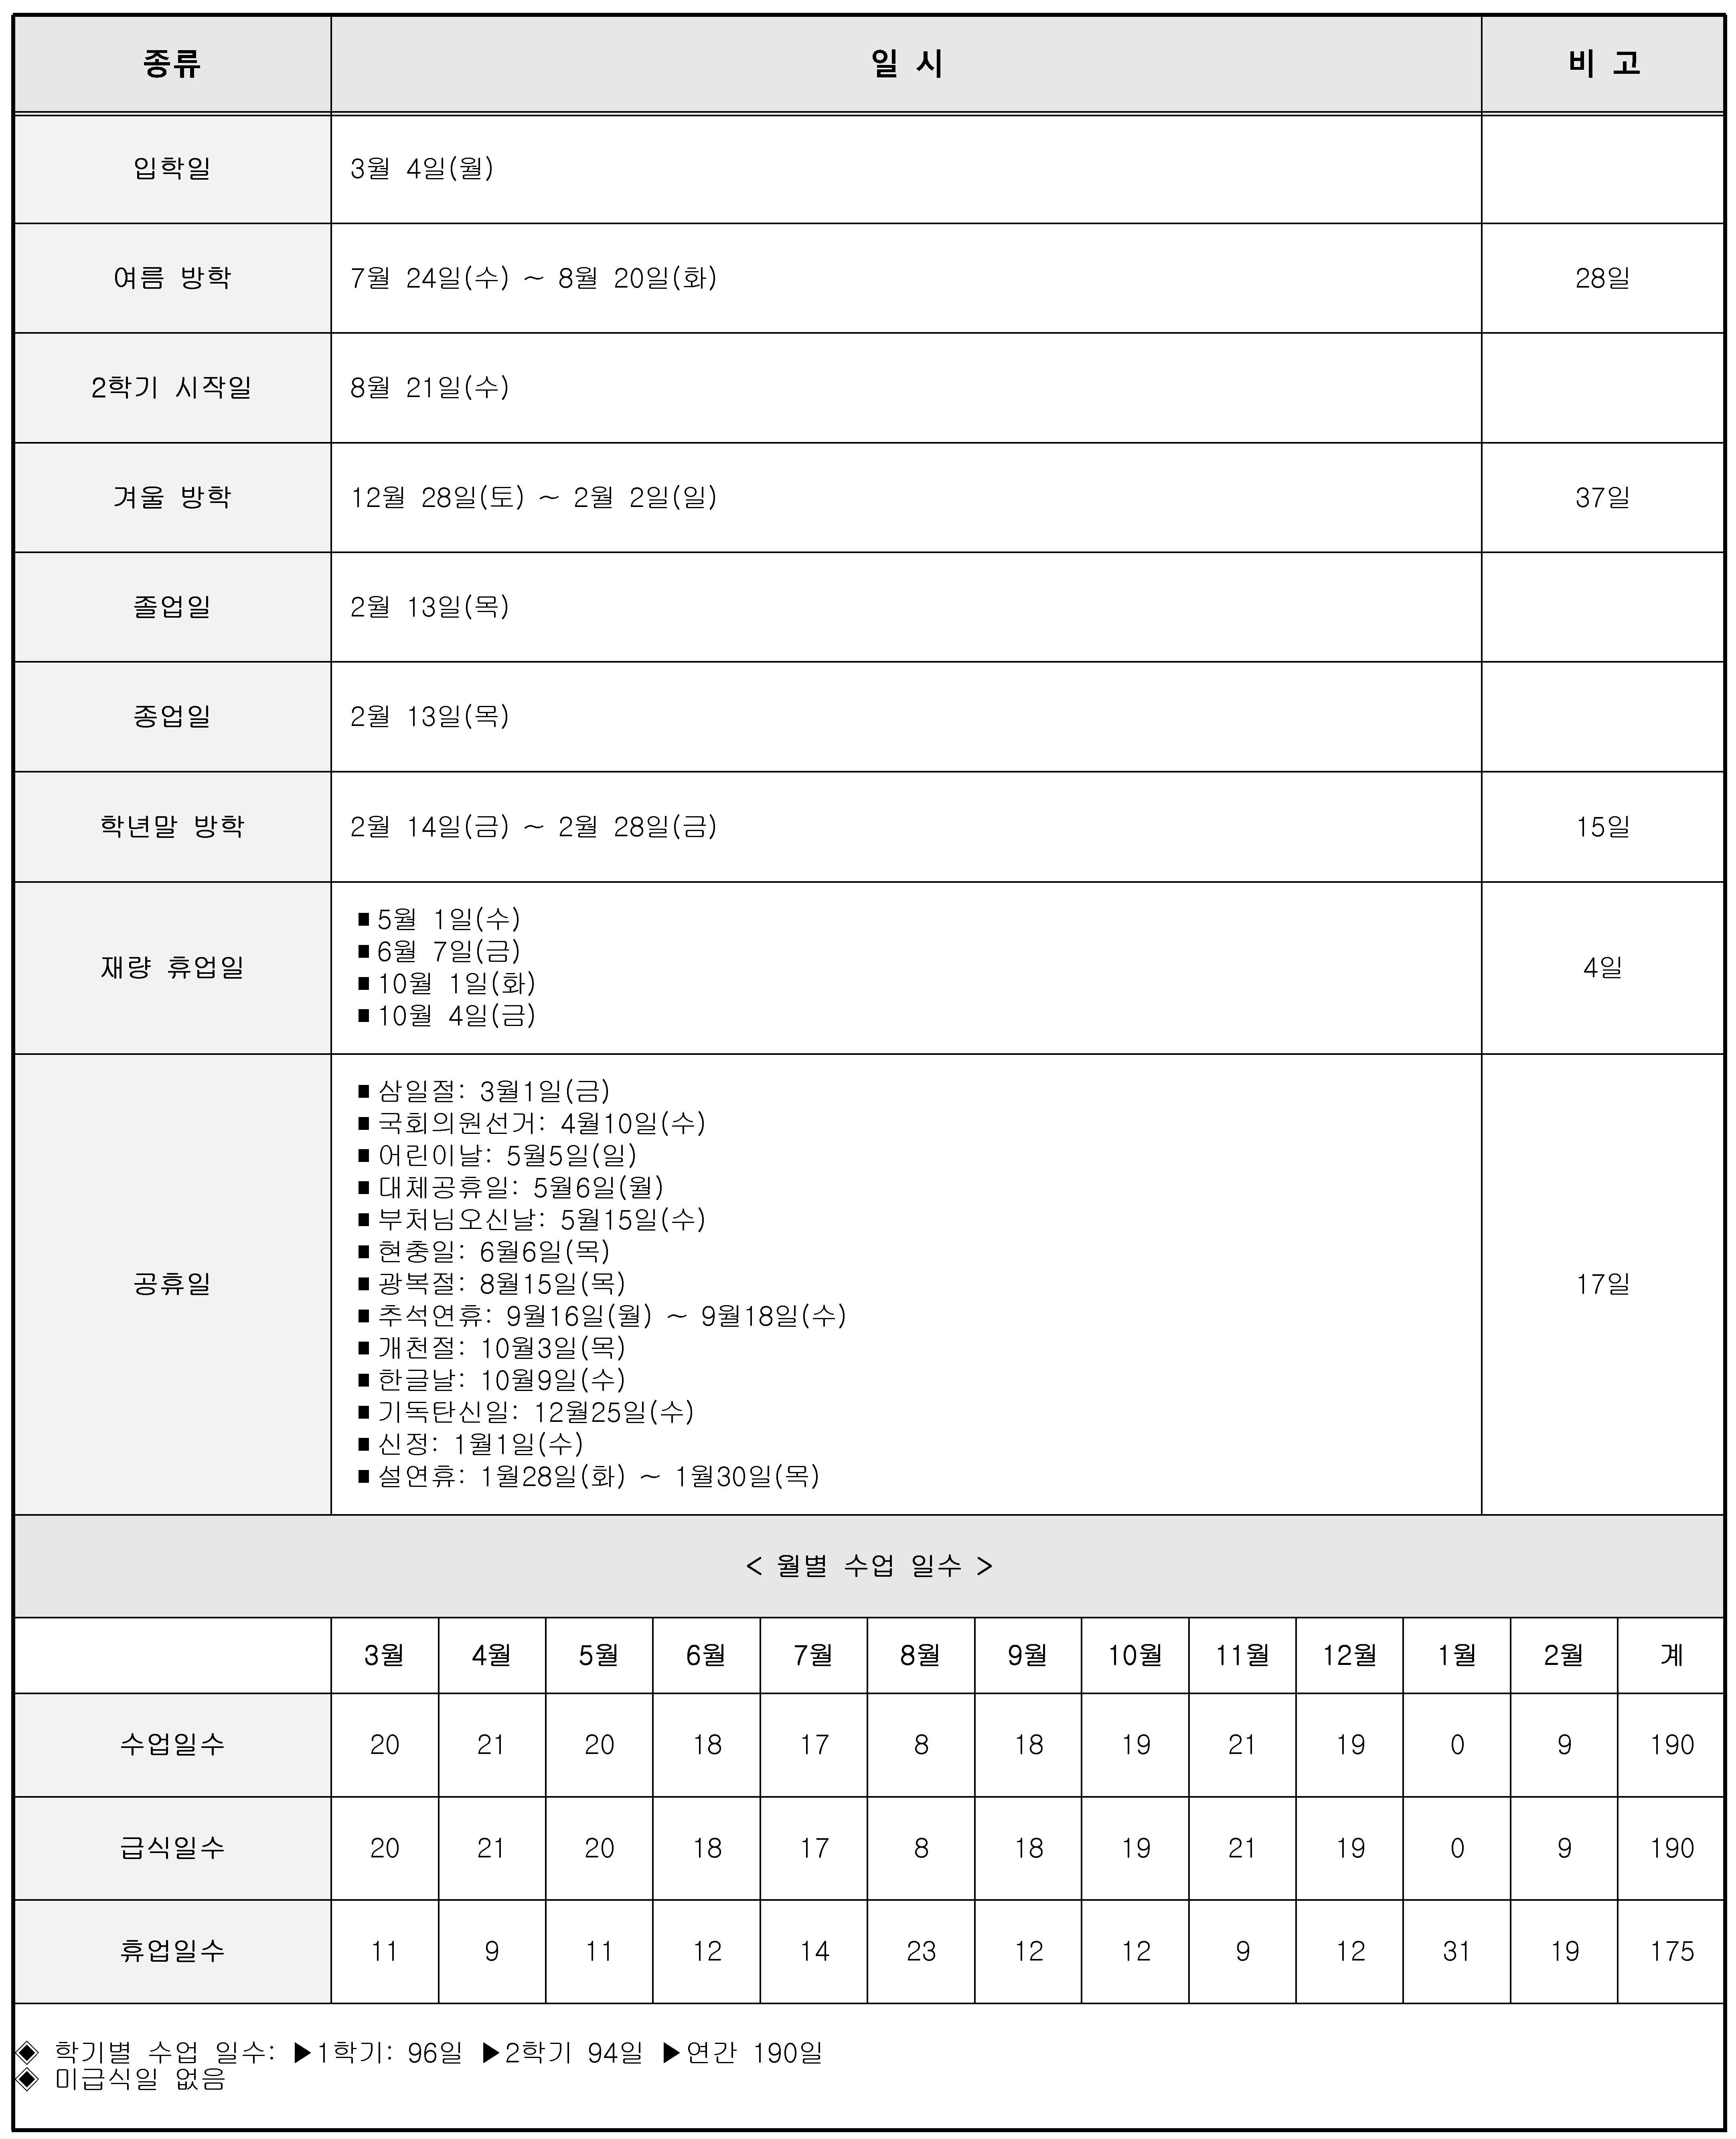 종류 일 시 비 고
입학일 3월 4일(월)
여름 방학 7월 24일(수) ~ 8월 20일(화) 28일
2학기 시작일 8월 21일(수)
겨울 방학 12월 28일(토) ~ 2월 2일(일) 37일
졸업일 2월 13일(목)
종업일 2월 13일(목)
학년말 방학 2월 14일(금) ~ 2월 28일(금) 15일
재량 휴업일
■ 5월 1일(수)
■ 6월 7일(금)
■ 10월 1일(화)
■ 10월 4일(금)
4일
공휴일
■ 삼일절: 3월1일(금)
■ 국회의원선거: 4월10일(수)
■ 어린이날: 5월5일(일)
■ 대체공휴일: 5월6일(월)
■ 부처님오신날: 5월15일(수)
■ 현충일: 6월6일(목)
■ 광복절: 8월15일(목)
■ 추석연휴: 9월16일(월) ~ 9월18일(수)
■ 개천절: 10월3일(목)
■ 한글날: 10월9일(수)
■ 기독탄신일: 12월25일(수)
■ 신정: 1월1일(수)
■ 설연휴: 1월28일(화) ~ 1월30일(목)
17일
< 월별 수업 일수 >
3월 4월 5월 6월 7월 8월 9월 10월 11월 12월 1월 2월 계
수업일수 20 21 20 18 17 8 18 19 21 19 0 9 190
급식일수 20 21 20 18 17 8 18 19 21 19 0 9 190
휴업일수 11 9 11 12 14 23 12 12 9 12 31 19 175
◈ 학기별 수업 일수: ▶1학기: 96일 ▶2학기 94일 ▶연간 190일
◈ 미급식일 없음